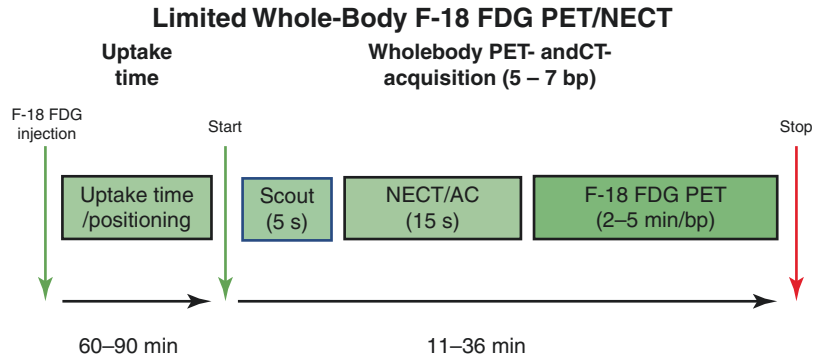 Limited Whole-Body F-18 FDG PET/NECT
Uptake
time
Wholebody PET- andCT-
acquisition (5 – 7 bp)
F-18 FDG
injection
Start
Stop
Uptake time
/positioning
Scout
(5 s)
NECT/AC
(15 s)
F-18 FDG PET
(2–5 min/bp)
60–90 min
11–36 min